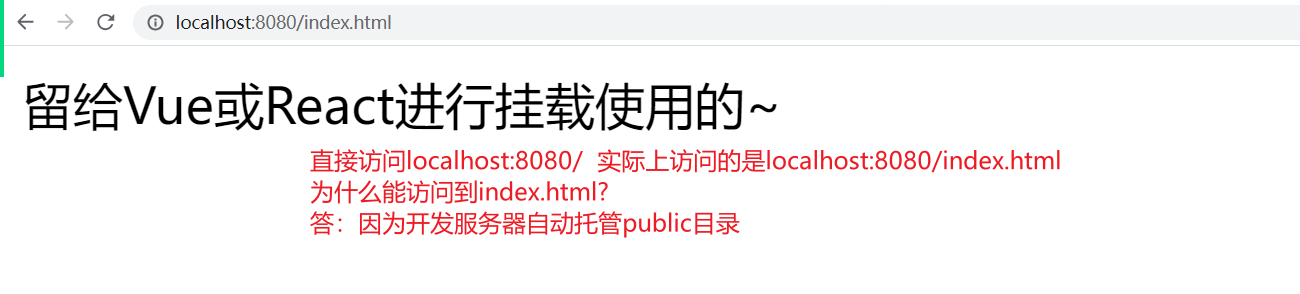 localhost:8080/index.html
留给Vue或React进行挂载使用的~
直接访问localhost:8080/ 实际上访问的是localhost:8080/index.html
为什么能访问到index.html?
答：因为开发服务器自动托管public目录